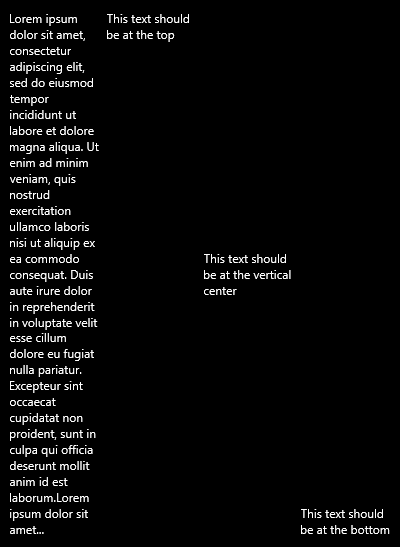 Lorem ipsum
dolor sit amet,
consectetur
adipiscing elit,
sed do eiusmod
tempor
incididunt ut
labore et dolore
magna aliqua. Ut
enim ad minim
veniam, quis
nostrud
exercitation
ullamco laboris
nisi ut aliquip ex
ea commodo
consequat. Duis
aute irure dolor
in reprehenderit
in voluptate velit
esse cillum
dolore eu fugiat
nulla pariatur.
Excepteur sint
occaecat
cupidatat non
proident, sunt in
culpa qui officia
deserunt mollit
anim id est
laborum.Lorem
ipsum dolor sit
amet...
This text should
be at the top
This text should
be at the vertical
center
This text should
be at the bottom